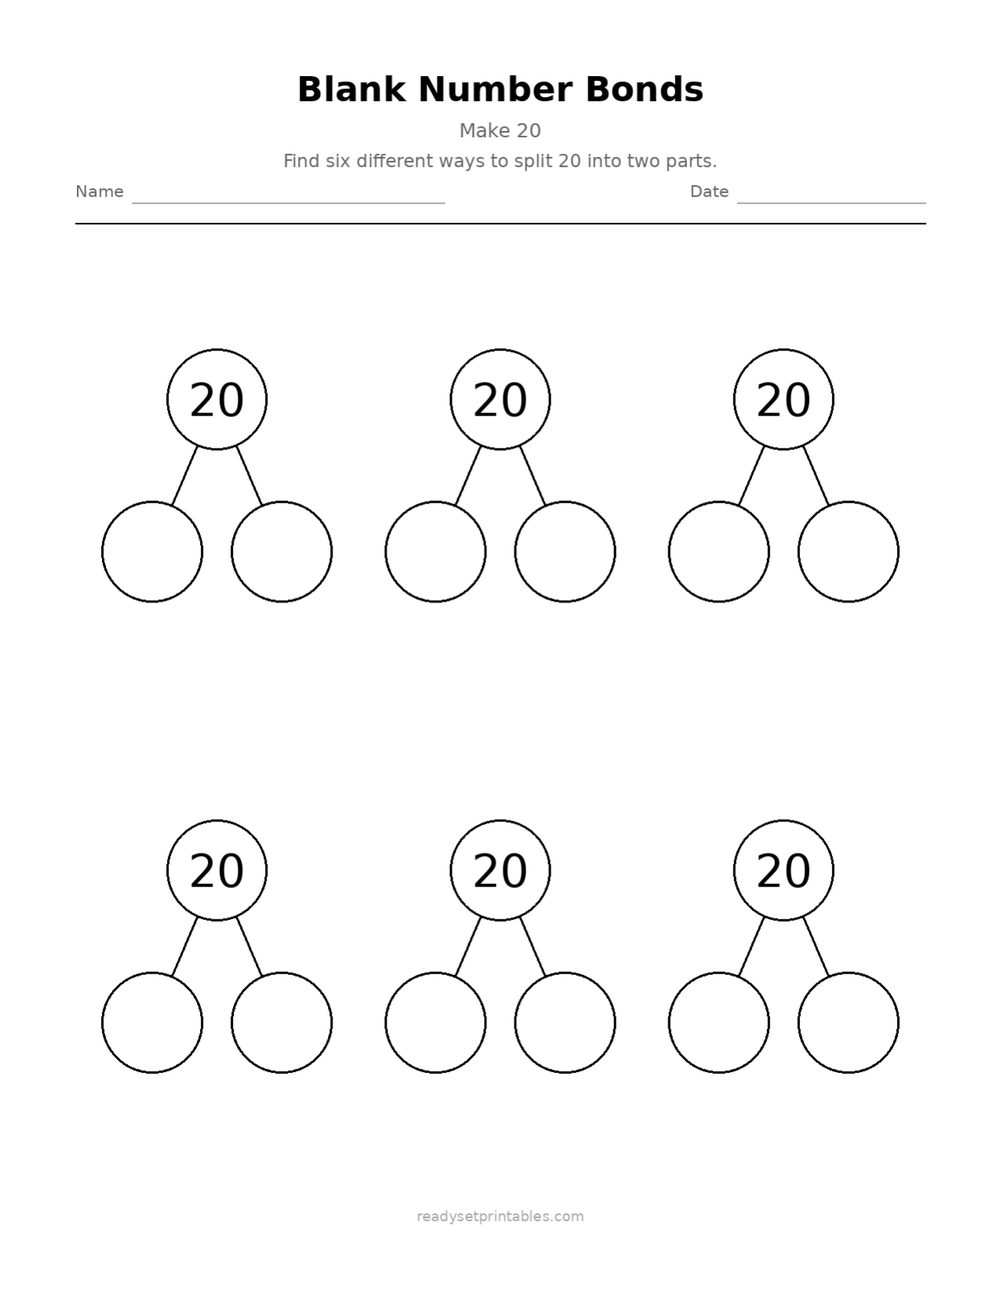 Blank Number Bonds
Make 20
Find six different ways to split 20 into two parts.
Name Date
20 20 20
20 20 20
readysetprintables.com